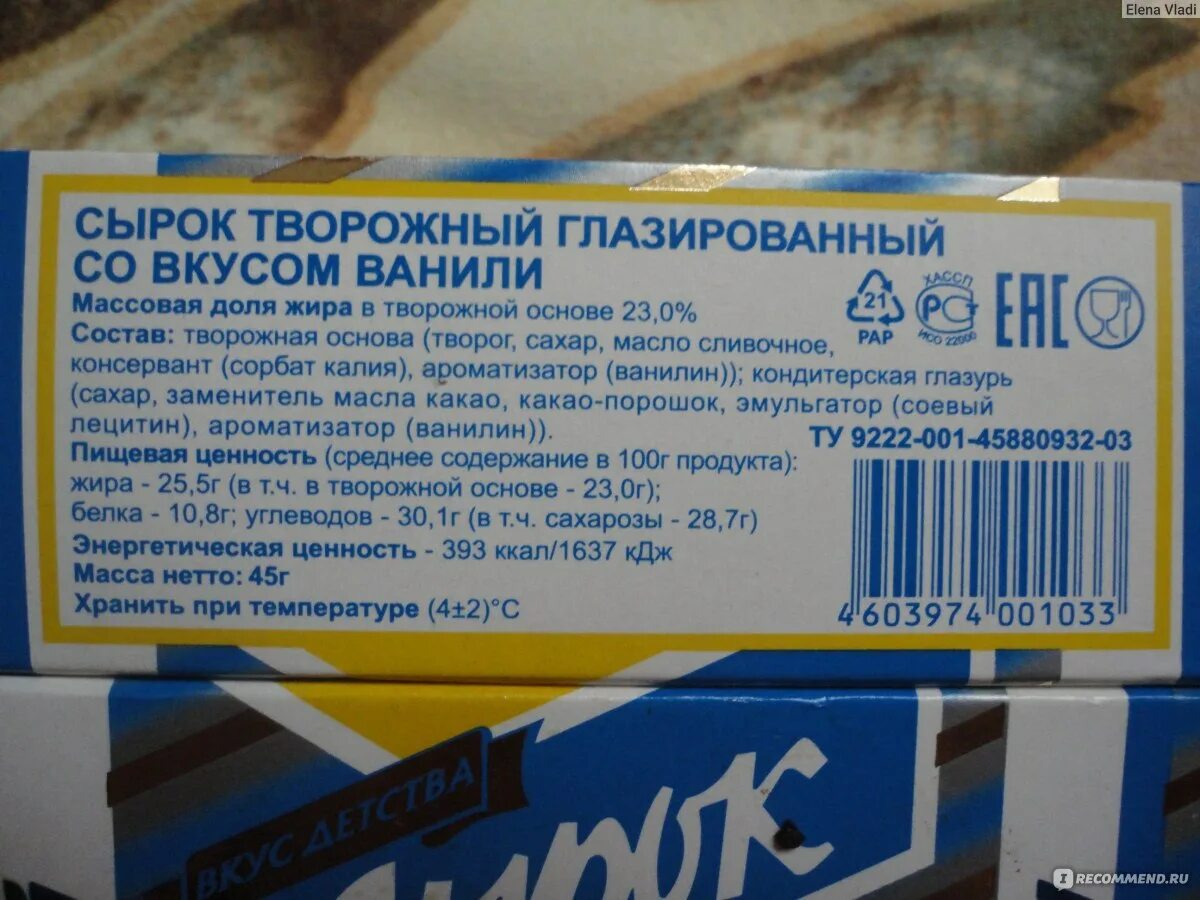 Elena Vladi
СЫРОК ТВОРОЖНЫЙ ГЛАЗИРОВАННЫЙ
СО ВКУСОМ ВАНИЛИ
Массовая доля жира в творожной основе 23,0%
Состав: творожная основа (творог, сахар, масло сливочное,
консервант (сорбат калия), ароматизатор (ванилин)); кондитерская глазурь
(сахар, заменитель масла какао, какао-порошок, эмульгатор (соевый
лецитин), ароматизатор (ванилин)).
Пищевая ценность (среднее содержание в 100г продукта):
жира - 25,5г (в т.ч. в творожной основе - 23,0г);
белка - 10,8г; углеводов - 30,1г (в т.ч. сахарозы - 28,7г)
Энергетическая ценность - 393 ккал/1637 кДж
Масса нетто: 45г
Хранить при температуре (4±2)°С
21
PAP
ХАССП
РС
ИСО 22000
ЕАС
ТУ 9222-001-45880932-03
4 603974 001033
ВКУС ДЕТСТВА
Сырок
IRECOMMEND.RU